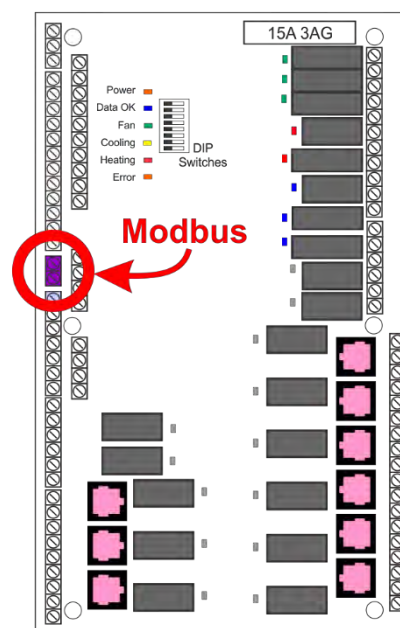 15A 3AG
Power
Data OK
Fan
Cooling
Heating
Error
DIP
Switches
Modbus